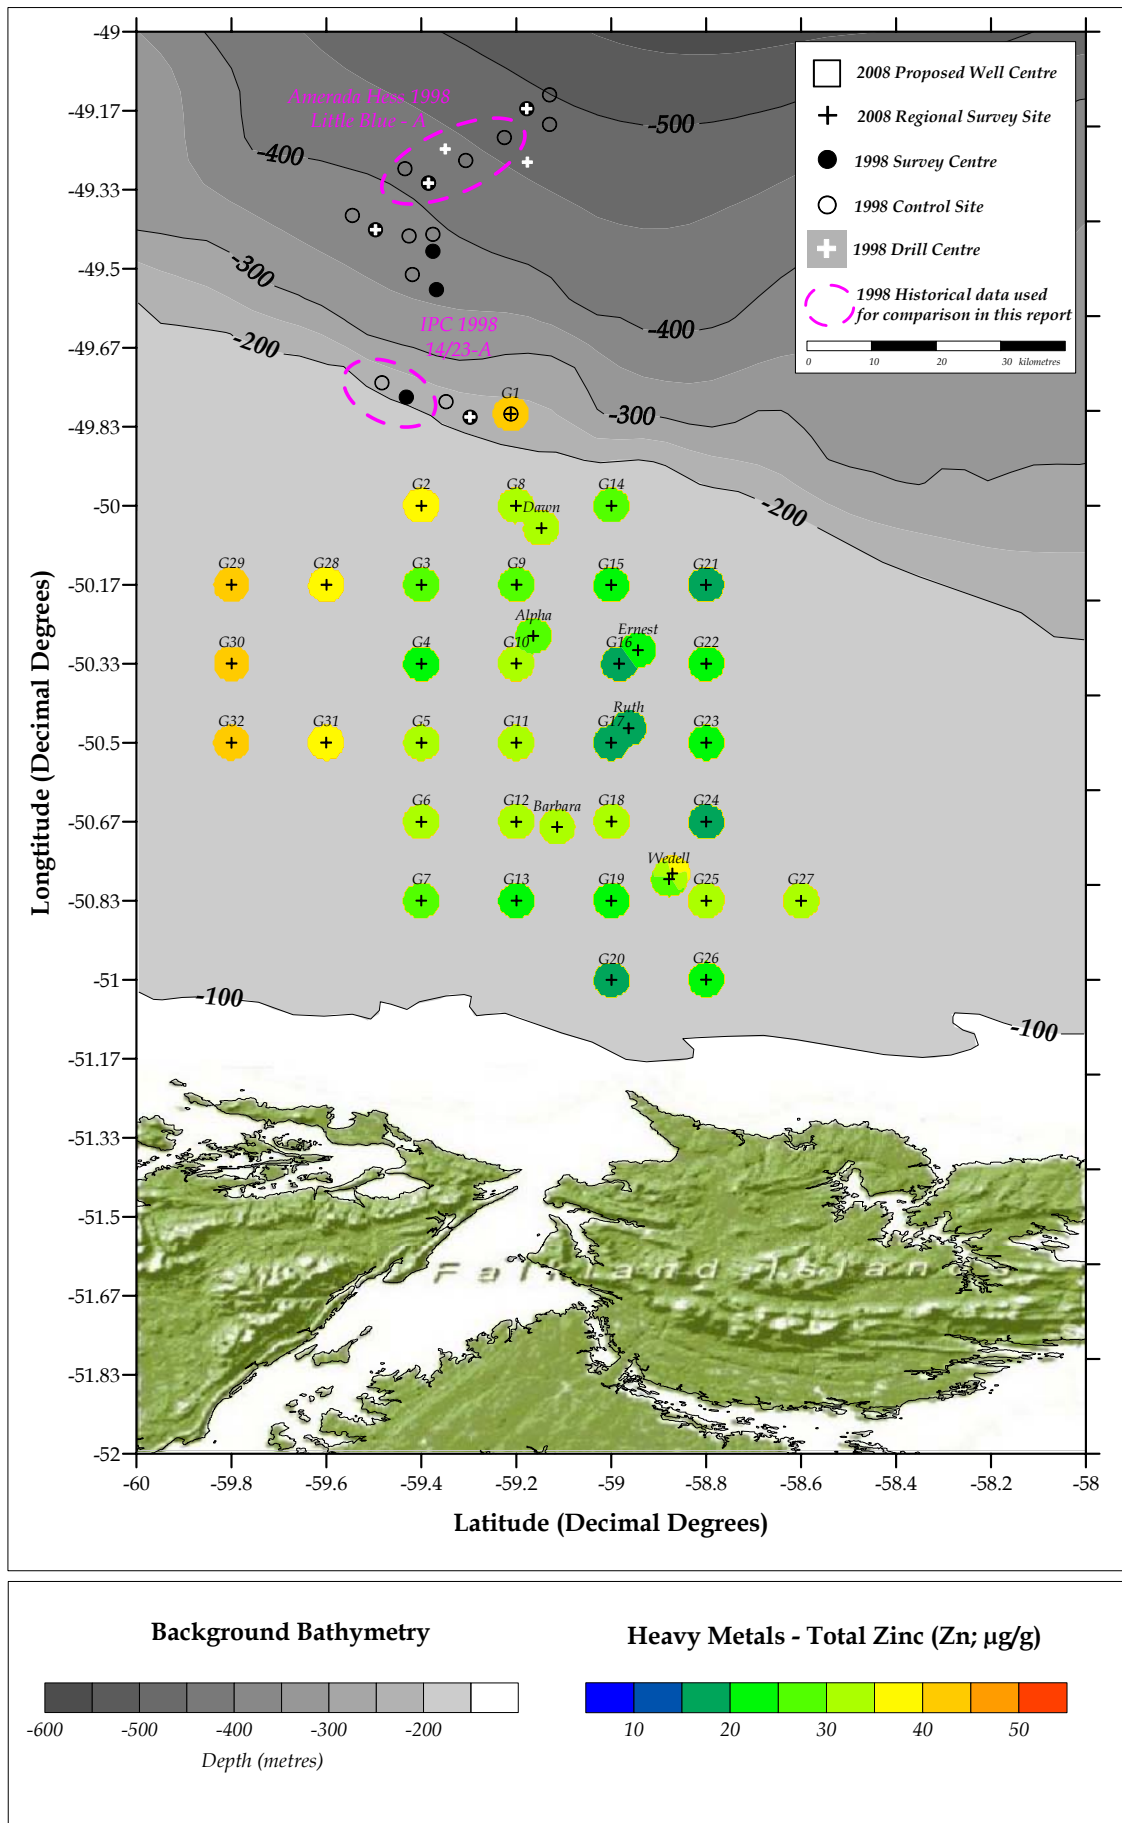 -49
-49.17
-49.33
-49.5
-49.67
-49.83
-50
-50.17
-50.33
-50.5
-50.67
-50.83
-51
-51.17
-51.33
-51.5
-51.67
-51.83
-52
Longtitude (Decimal Degrees)
2008 Proposed Well Centre
2008 Regional Survey Site
1998 Survey Centre
1998 Control Site
1998 Drill Centre
1998 Historical data used
for comparison in this report
0 10 20 30 kilometres
Amerada Hess 1998
Little Blue - A
-500
-400
-300
-200
IPC 1998
14/23-A
-400
-300
-200
G1
G2 G8 G14
Dawn
G29 G28 G3 G9 G15 G21
Alpha Ernest
G30 G4 G10 G16 G22
Ruth
G32 G31 G5 G11 G17 G23
G6 G12 Barbara G18 G24
Wedell
G7 G13 G19 G25 G27
G20 G26
-100
-100
Falkland Islands
-60 -59.8 -59.6 -59.4 -59.2 -59 -58.8 -58.6 -58.4 -58.2 -58
Latitude (Decimal Degrees)
Background Bathymetry
-600 -500 -400 -300 -200
Depth (metres)
Heavy Metals - Total Zinc (Zn; µg/g)
10 20 30 40 50